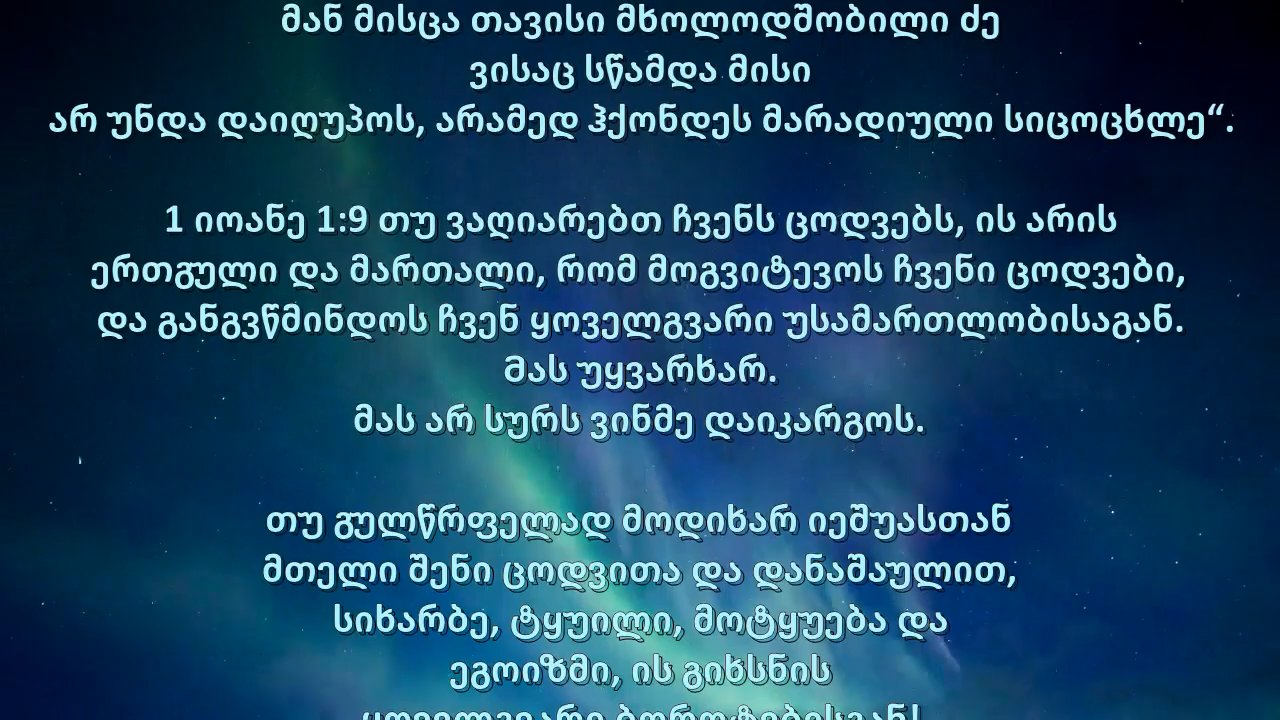 მან მისცა თავისი მხოლოდშობილი ძე
ვისაც სწამდა მისი
არ უნდა დაიღუპოს, არამედ ჰქონდეს მარადიული სიცოცხლე“.
1 იოანე 1:9 თუ ვაღიარებთ ჩვენს ცოდვებს, ის არის
ერთგული და მართალი, რომ მოგვიტევოს ჩვენი ცოდვები,
და განგვწმინდოს ჩვენ ყოველგვარი უსამართლობისაგან.
მას უყვარხარ.
მას არ სურს ვინმე დაიკარგოს.
თუ გულწრფელად მოდიხარ იეშუასთან
მთელი შენი ცოდვითა და დანაშაულით,
სიხარბე, ტყუილი, მოტყუება და
ეგოიზმი, ის გიხსნის
ყოველგვარი ბოროტებისგან!